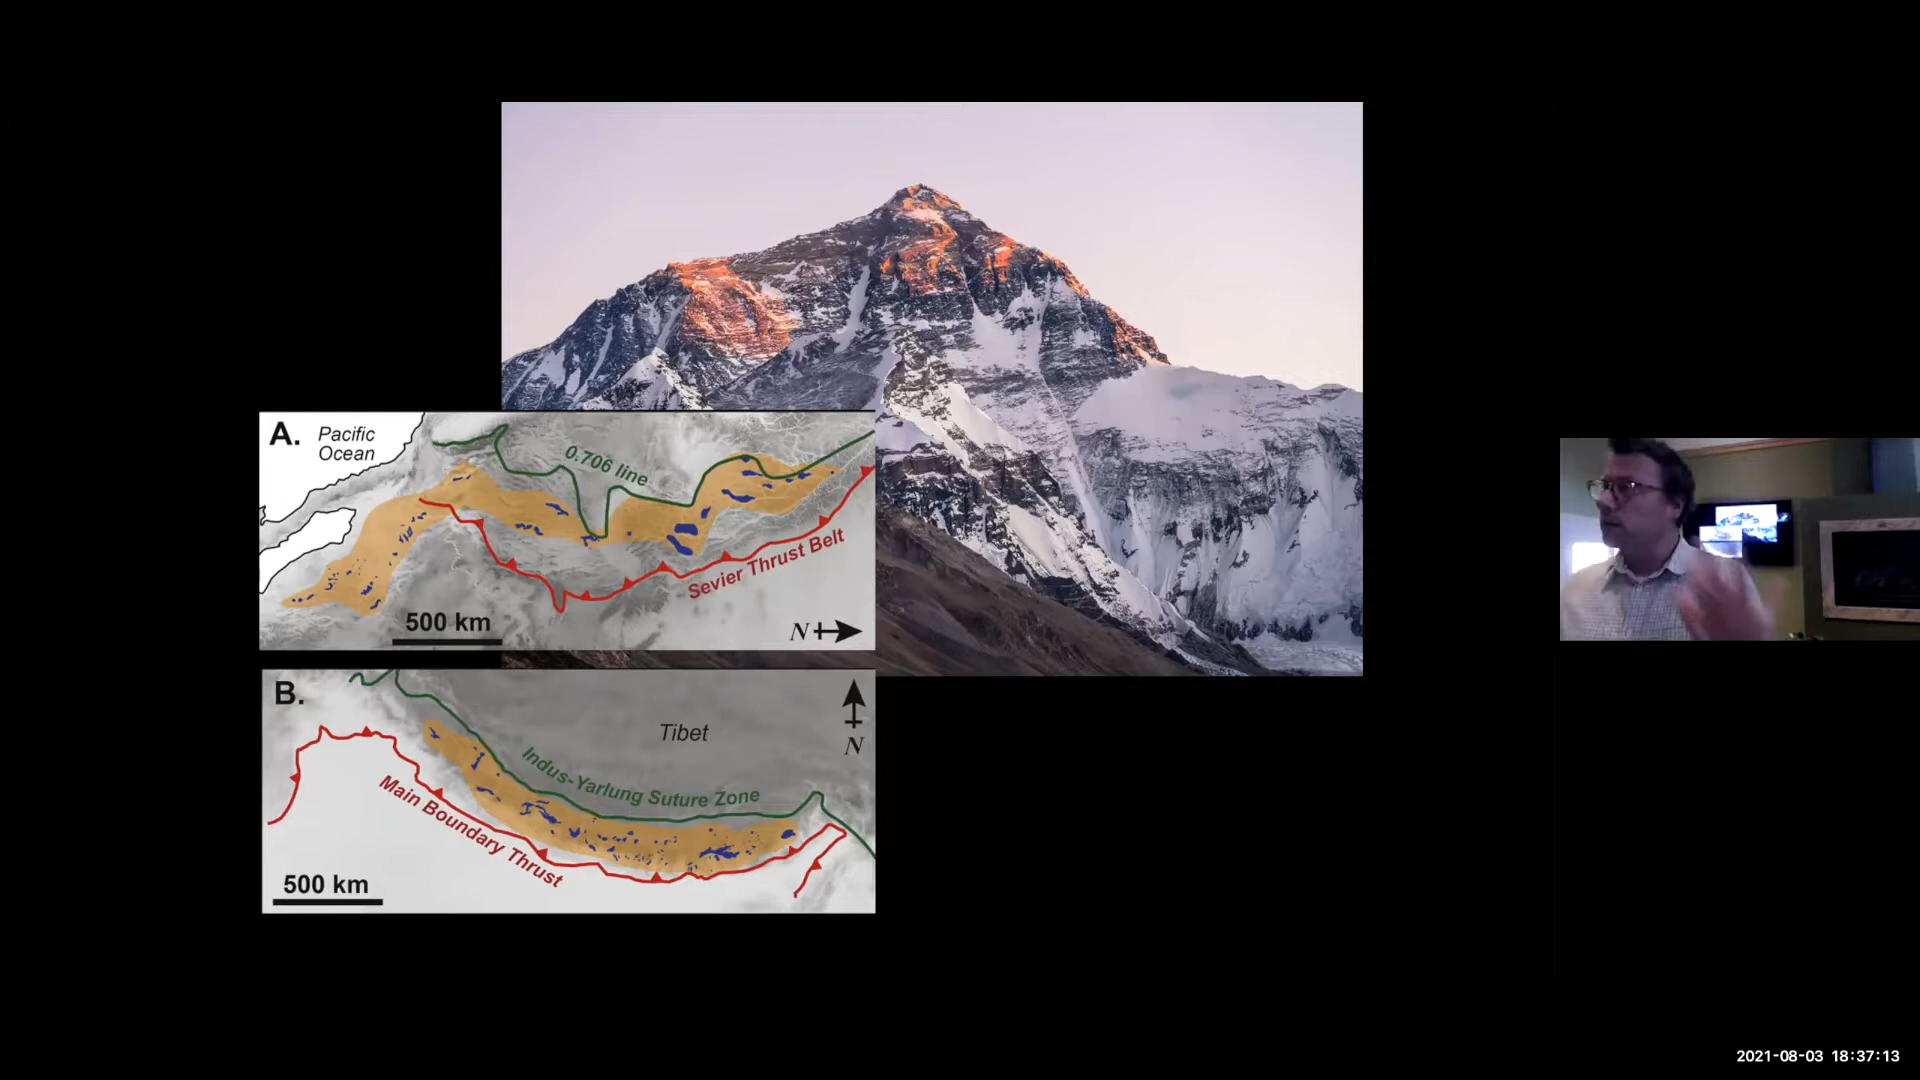 A.
Pacific
Ocean
0.706 line
Sevier Thrust Belt
500 km
N
B.
Tibet
N
Indus-Yarlung Suture Zone
Main Boundary Thrust
500 km
2021-08-03 18:37:13